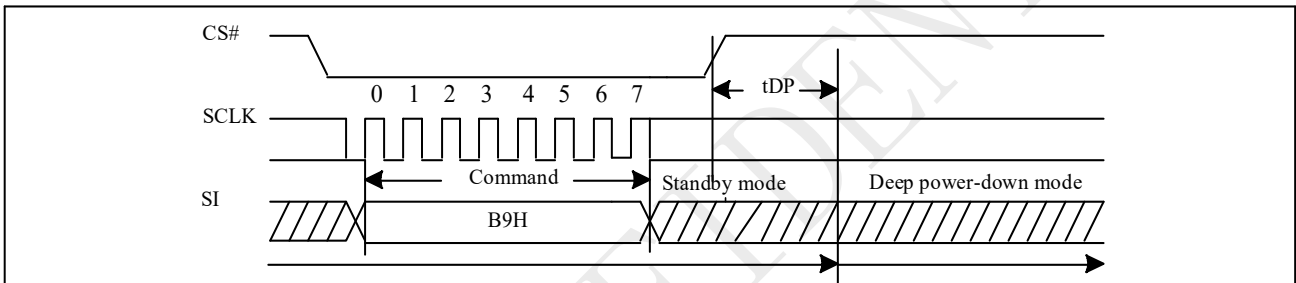 CS#
tDP
0 1 2 3 4 5 6 7
SCLK
Command
Standby mode
Deep power-down mode
SI
B9H